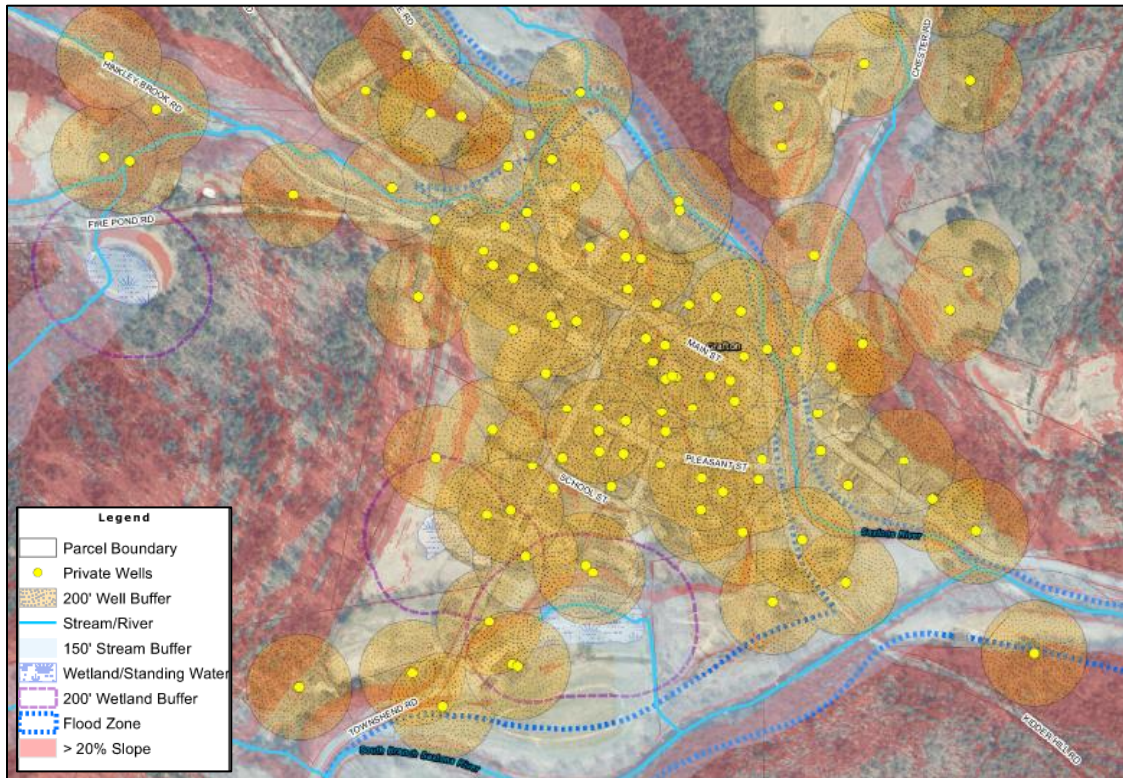 HINKLEY BROOK RD
CHESTER RD
FIRE POND RD
MAIN ST
Grafton
PLEASANT ST
SCHOOL ST
Saxtons River
TOWNSHEND RD
South Branch Saxtons River
KIDDER HILL RD
Legend
Parcel Boundary
Private Wells
200' Well Buffer
Stream/River
150' Stream Buffer
Wetland/Standing Water
200' Wetland Buffer
Flood Zone
> 20% Slope